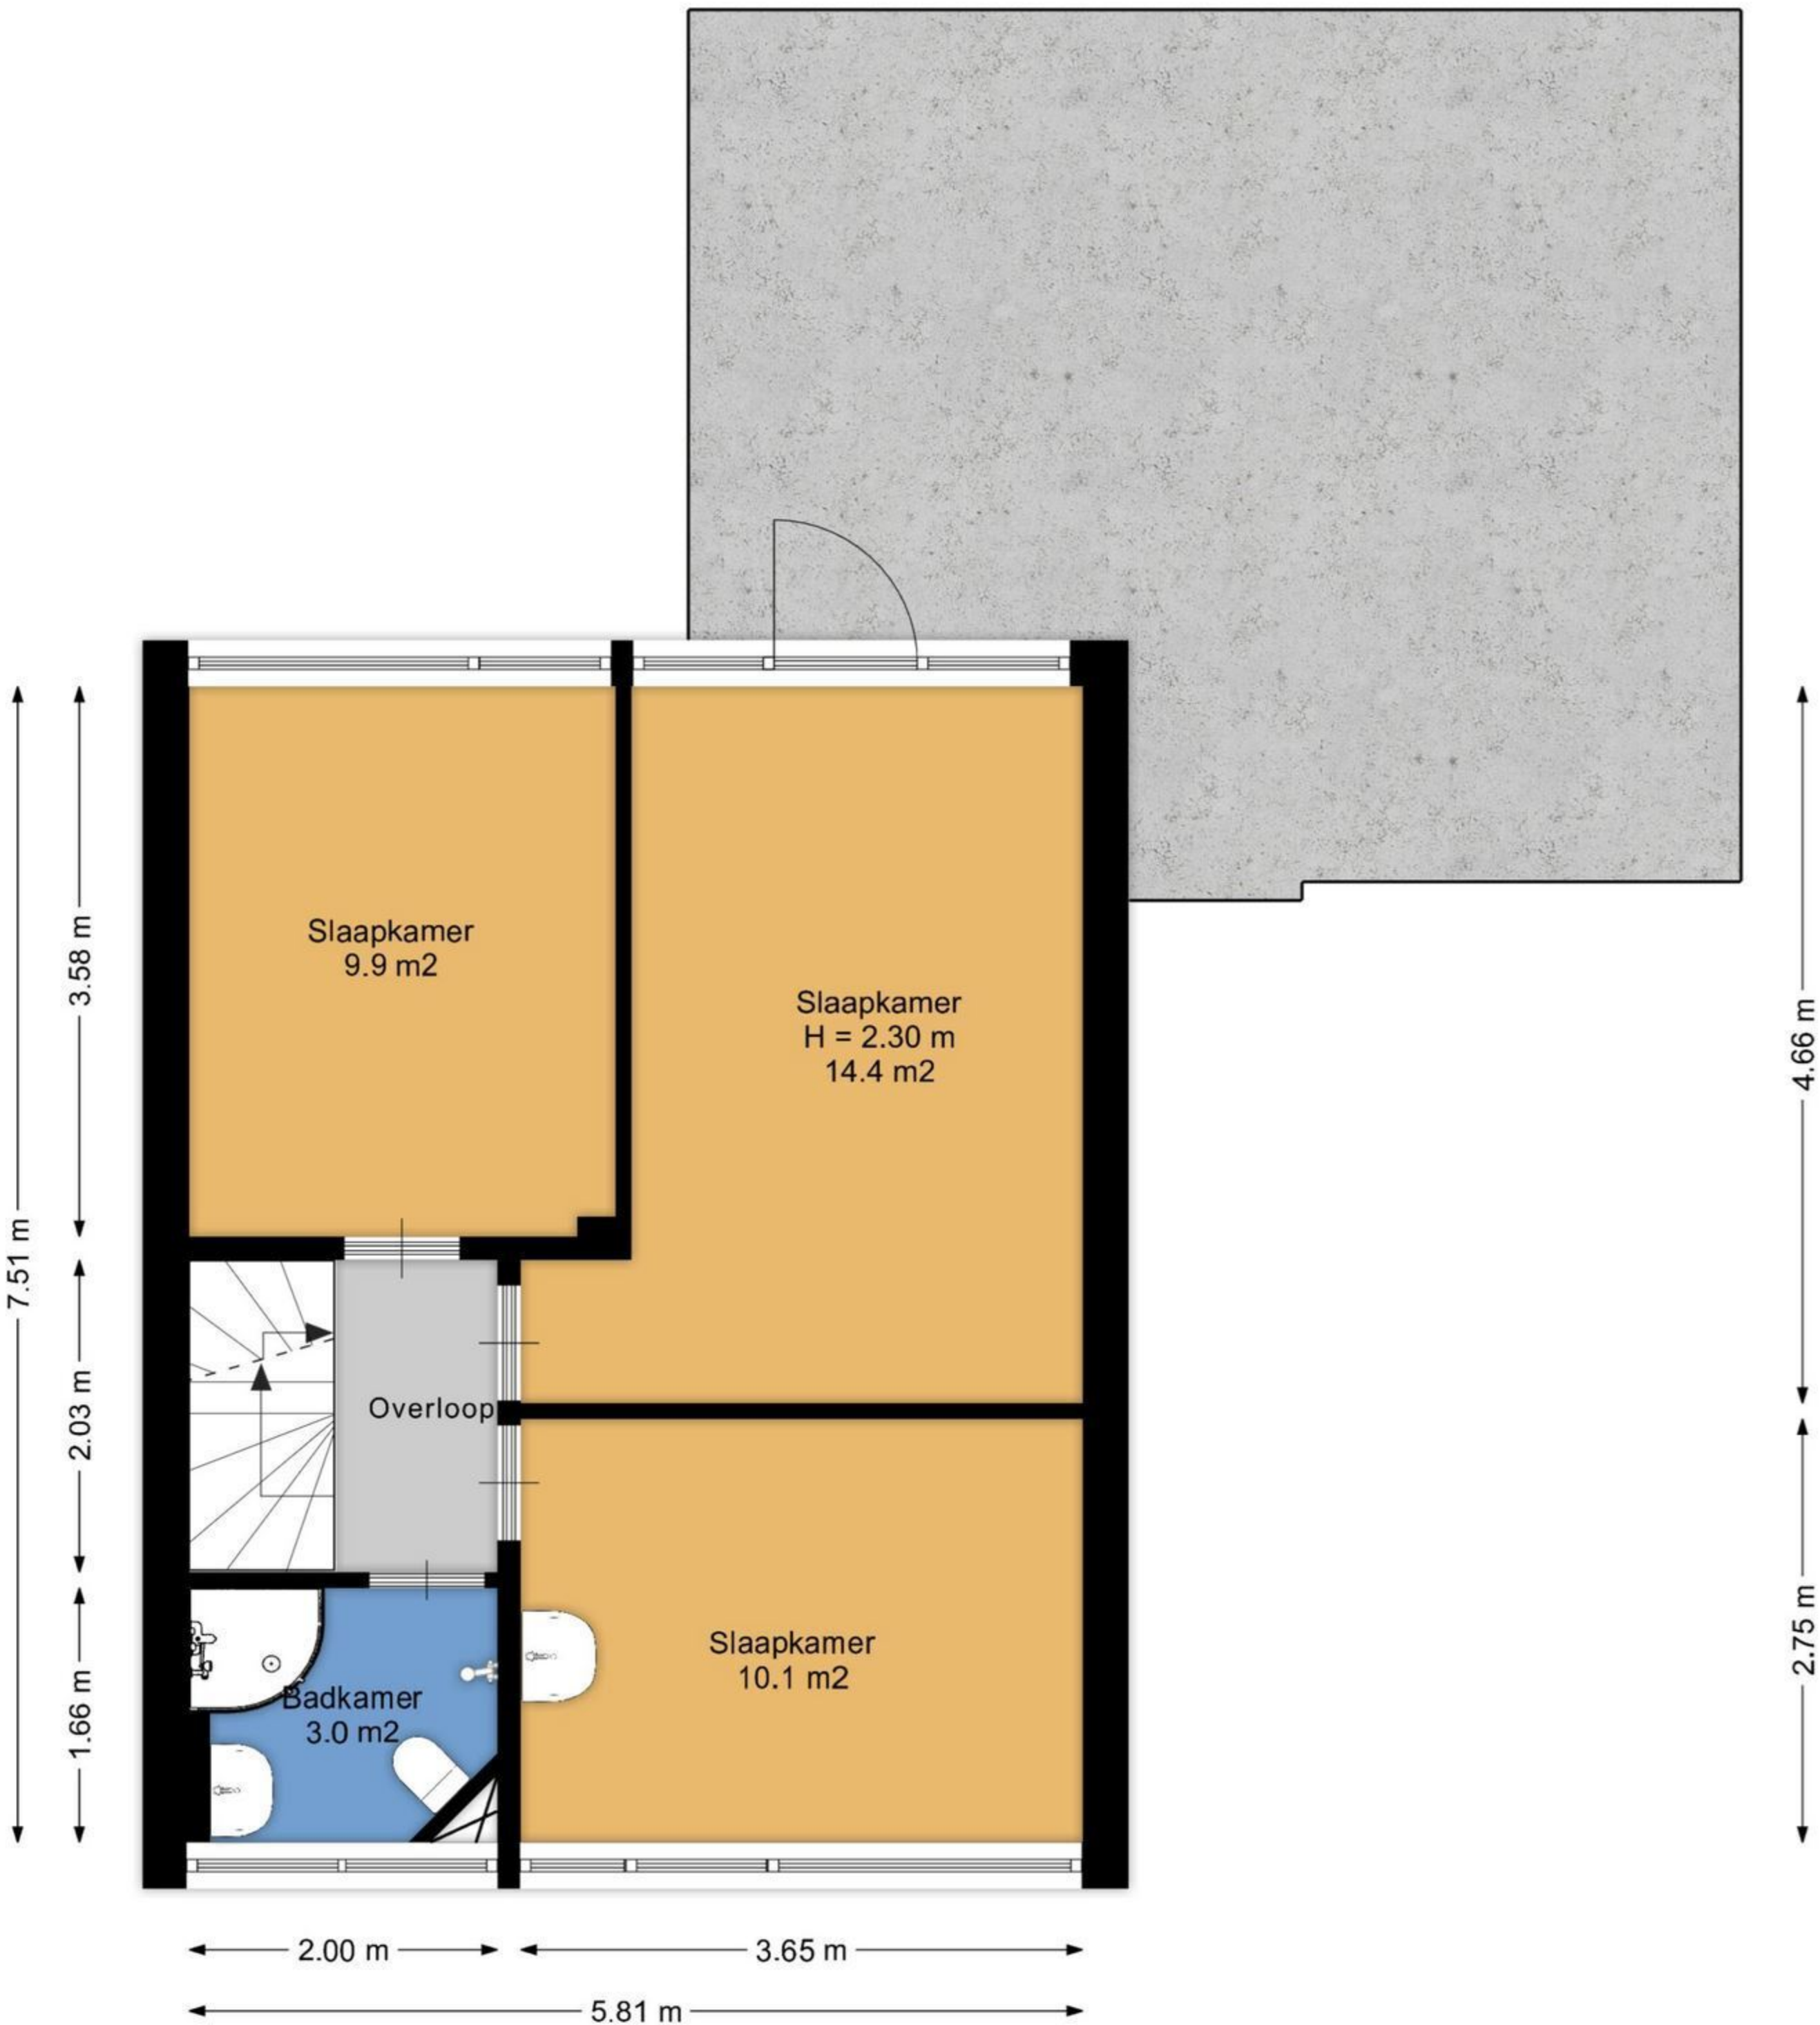 Slaapkamer
9.9 m2
Slaapkamer
H = 2.30 m
14.4 m2
Overloop
Slaapkamer
10.1 m2
Badkamer
3.0 m2
7.51 m
3.58 m
2.03 m
1.66 m
4.66 m
2.75 m
2.00 m
3.65 m
5.81 m